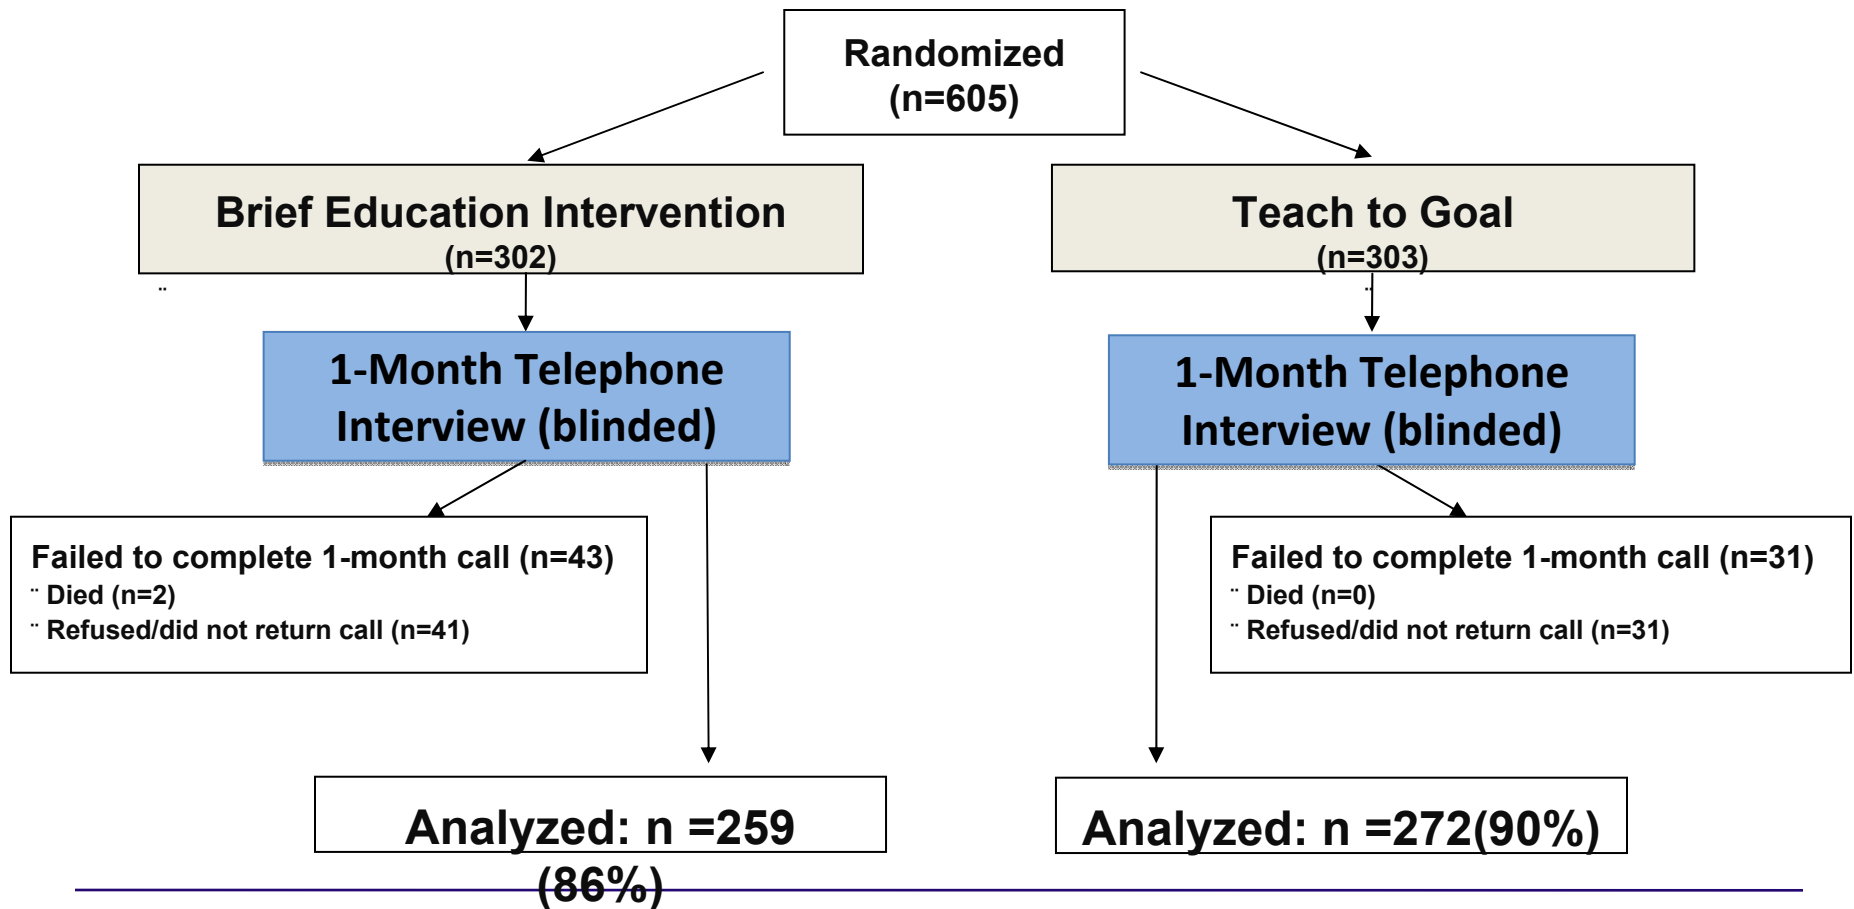 Randomized
(n=605)
Brief Education Intervention
(n=302)
¨
Teach to Goal
(n=303)
¨
1-Month Telephone
Interview (blinded)
1-Month Telephone
Interview (blinded)
Failed to complete 1-month call (n=43)
¨ Died (n=2)
¨ Refused/did not return call (n=41)
Failed to complete 1-month call (n=31)
¨ Died (n=0)
¨ Refused/did not return call (n=31)
Analyzed: n =259
(86%)
Analyzed: n =272(90%)